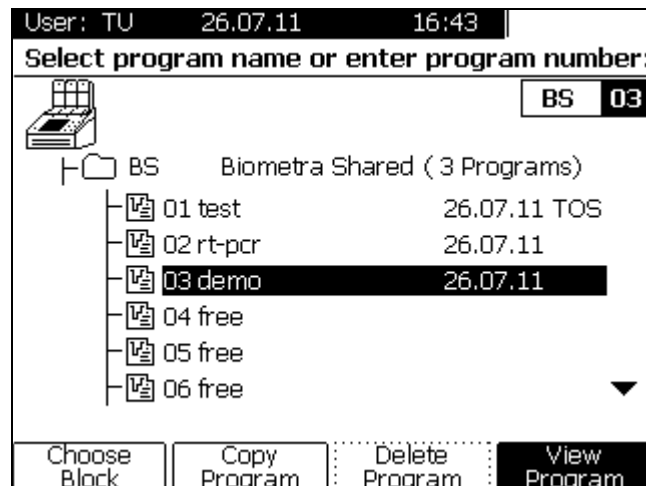 User: TU 26.07.11 16:43
Select program name or enter program number:
BS 03
BS Biometra Shared ( 3 Programs)
01 test 26.07.11 TOS
02 rt-pcr 26.07.11
03 demo 26.07.11
04 free
05 free
06 free
Choose Block
Copy Program
Delete Program
View Program